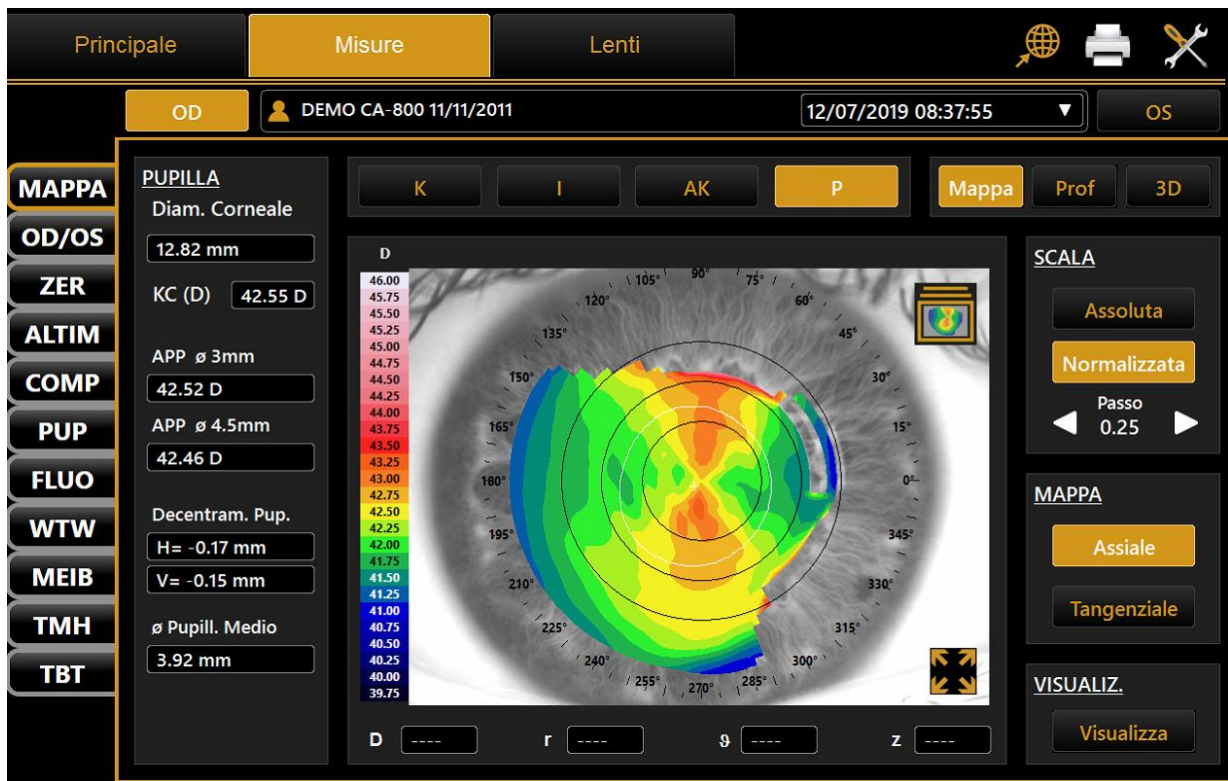 Principale Misure Lenti
OD DEMO CA-800 11/11/2011 12/07/2019 08:37:55 OS
MAPPA
OD/OS
ZER
ALTIM
COMP
PUP
FLUO
WTW
MEIB
TMH
TBT
PUPILLA
Diam. Corneale
12.82 mm
KC (D) 42.55 D
APP ø 3mm
42.52 D
APP ø 4.5mm
42.46 D
Decentram. Pup.
H= -0.17 mm
V= -0.15 mm
ø Pupill. Medio
3.92 mm
K I AK P
Mappa Prof 3D
D
46.00
45.75
45.50
45.25
45.00
44.75
44.50
44.25
44.00
43.75
43.50
43.25
43.00
42.75
42.50
42.25
42.00
41.75
41.50
41.25
41.00
40.75
40.50
40.25
40.00
39.75
105° 90° 75°
120° 60°
135° 45°
150° 30°
165° 15°
180° 0°
195° 345°
210° 330°
225° 315°
240° 300°
255° 270° 285°
D ---- r ---- ϑ ---- z ----
SCALA
Assoluta
Normalizzata
Passo
0.25
MAPPA
Assiale
Tangenziale
VISUALIZ.
Visualizza